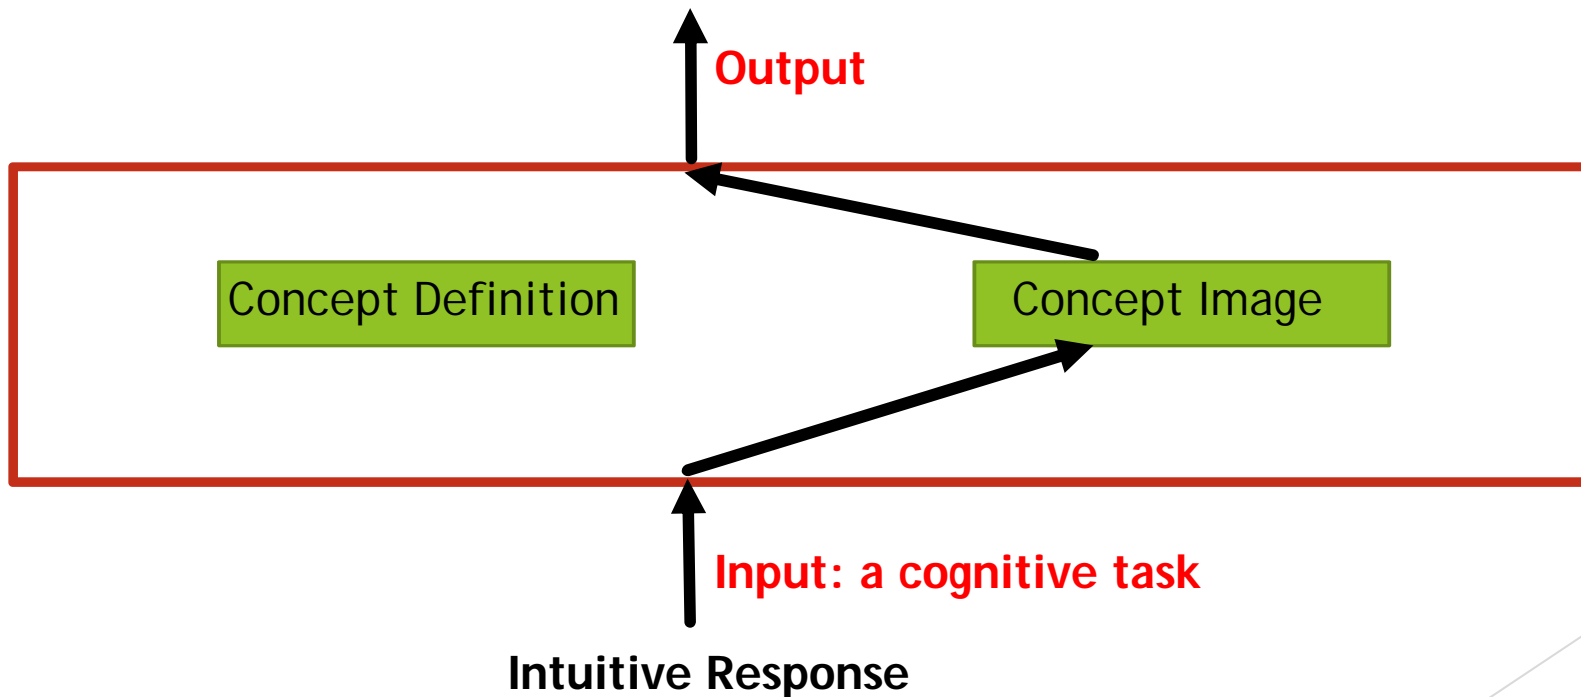 Output
Concept Definition
Concept Image
Input: a cognitive task
Intuitive Response